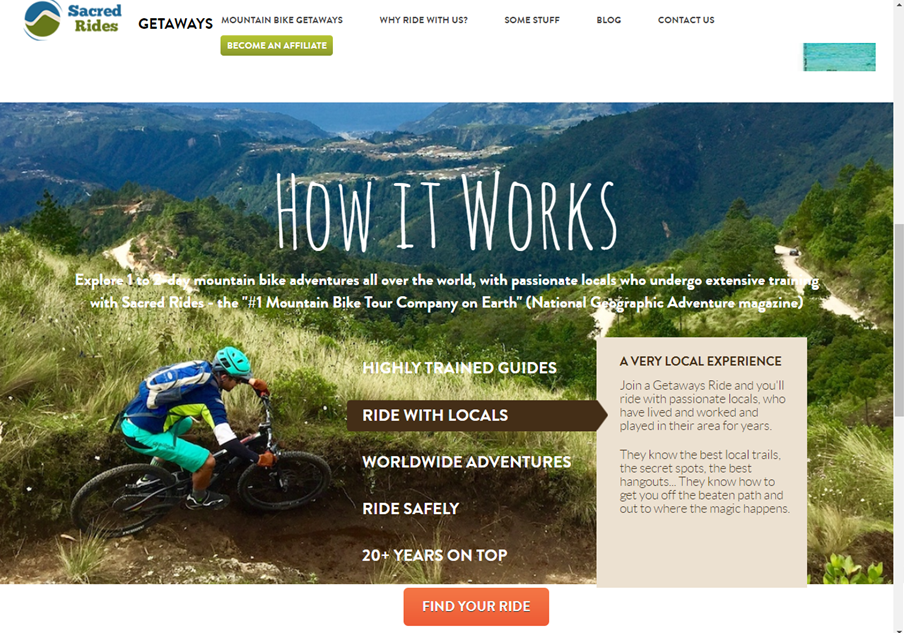 Sacred
Rides
GETAWAYS
MOUNTAIN BIKE GETAWAYS
WHY RIDE WITH US?
SOME STUFF
BLOG
CONTACT US
BECOME AN AFFILIATE
How it Works
Explore 1 to day mountain bike adventures all over the world, with passionate locals who undergo extensive training
with Sacred Rides - the "#1 Mountain Bike Tour Company on Earth" (National Geographic Adventure magazine)
HIGHLY TRAINED GUIDES
RIDE WITH LOCALS
WORLDWIDE ADVENTURES
RIDE SAFELY
20+ YEARS ON TOP
A VERY LOCAL EXPERIENCE
Join a Getaways Ride and you'll
ride with passionate locals, who
have lived and worked and
played in their area for years.
They know the best local trails,
the secret spots, the best
hangouts... They know how to
get you off the beaten path and
out to where the magic happens.
FIND YOUR RIDE